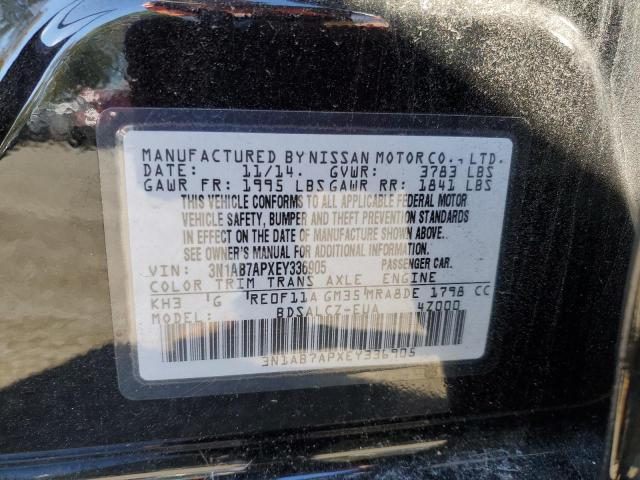 MANUFACTURED BY NISSAN MOTOR CO., LTD.
DATE: 11/14. GVWR: 3783 LBS
GAWR FR: 1995 LBS GAWR RR: 1841 LBS
THIS VEHICLE CONFORMS TO ALL APPLICABLE FEDERAL MOTOR
VEHICLE SAFETY, BUMPER AND THEFT PREVENTION STANDARDS
IN EFFECT ON THE DATE OF MANUFACTURE SHOWN ABOVE.
SEE OWNER'S MANUAL FOR ADDITIONAL INFORMATION.
VIN: 3N1AB7APXEY336905 PASSENGER CAR.
COLOR TRIM TRANS AXLE ENGINE
KH3 'G 'RE0F11A GM35 'MRA8DE 1798 CC
MODEL: BDSALCZ-EUA 47000
3N1AB7APXEY336905